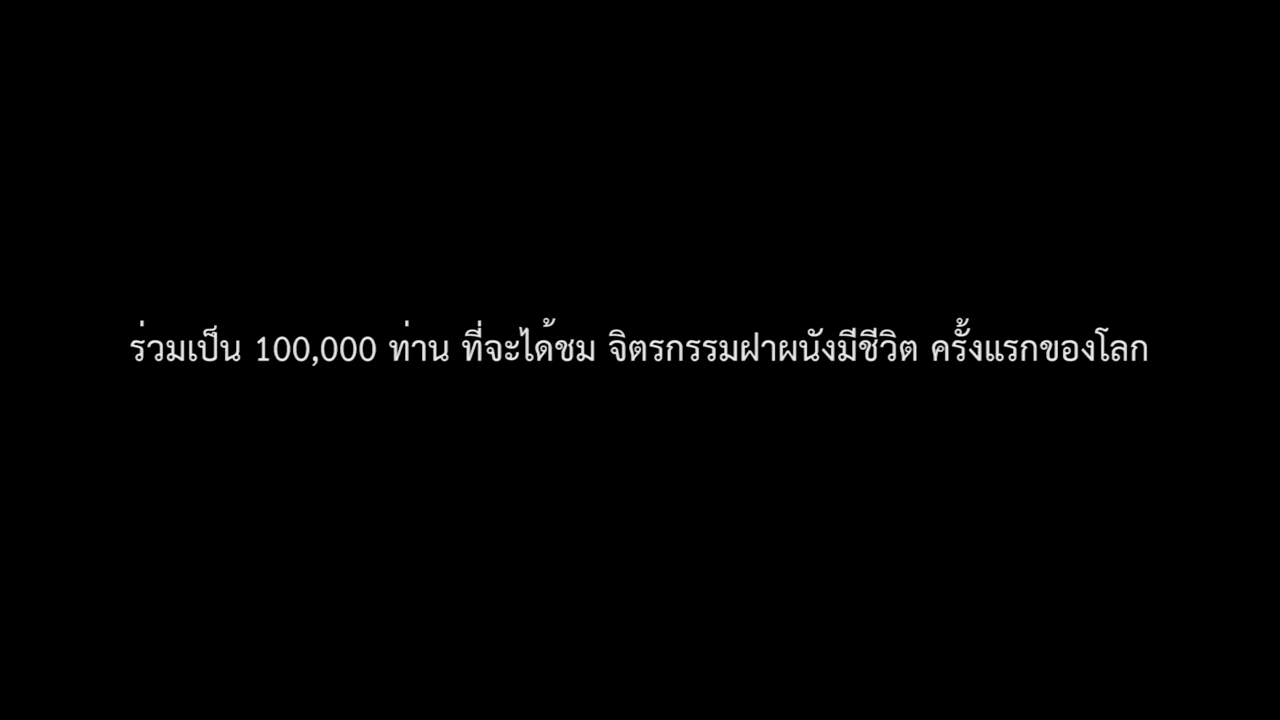 ร่วมเป็น 100,000 ท่าน ที่จะได้ชม จิตรกรรมฝาผนังมีชีวิต ครั้งแรกของโลก